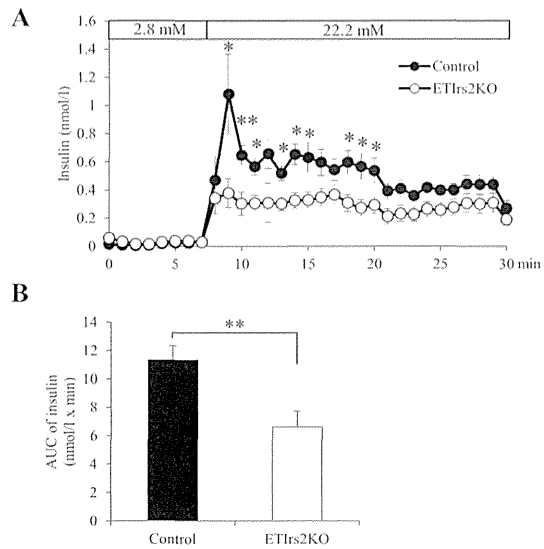 A
2.8 mM 22.2 mM
Insulin (nmol/l)
1.6
1.4
1.2
1
0.8
0.6
0.4
0.2
0
*
**
*
*
*
*
*
*
*
Control
ETIrs2KO
0 5 10 15 20 25 30 min
B
AUC of insulin
(nmol/l x min)
14
12
10
8
6
4
2
0
**
Control ETIrs2KO